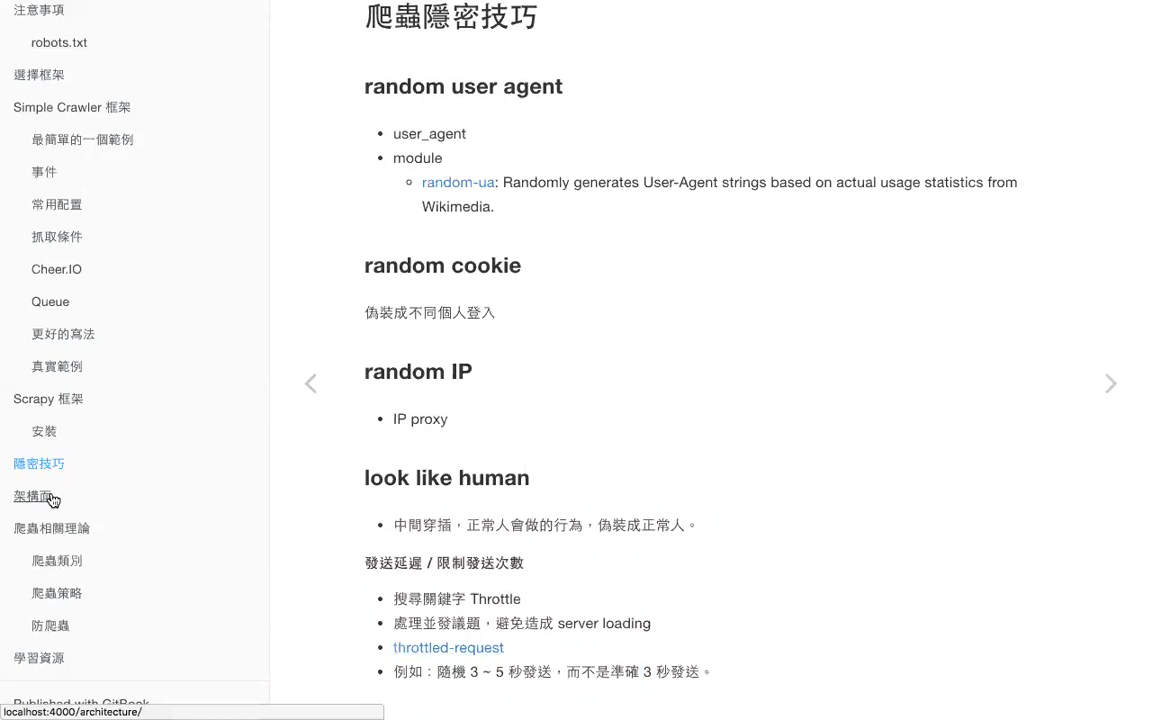 注意事項
robots.txt
選擇框架
Simple Crawler 框架
最簡單的一個範例
事件
常用配置
抓取條件
Cheer.IO
Queue
更好的寫法
真實範例
Scrapy 框架
安裝
隱密技巧
架構面
爬蟲相關理論
爬蟲類別
爬蟲策略
防爬蟲
學習資源
Published with GitBook
localhost:4000/architecture/
爬蟲隱密技巧
random user agent
user_agent
module
random-ua: Randomly generates User-Agent strings based on actual usage statistics from
Wikimedia.
random cookie
偽裝成不同個人登入
random IP
IP proxy
look like human
中間穿插，正常人會做的行為，偽裝成正常人。
發送延遲 / 限制發送次數
搜尋關鍵字 Throttle
處理並發議題，避免造成 server loading
throttled-request
例如：隨機 3 ~ 5 秒發送，而不是準確 3 秒發送。